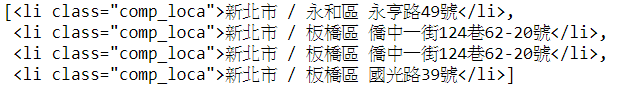 [<li class="comp_loca">新北市 / 永和區 永亨路49號</li>,
<li class="comp_loca">新北市 / 板橋區 僑中一街124巷62-20號</li>,
<li class="comp_loca">新北市 / 板橋區 僑中一街124巷62-20號</li>,
<li class="comp_loca">新北市 / 板橋區 國光路39號</li>]